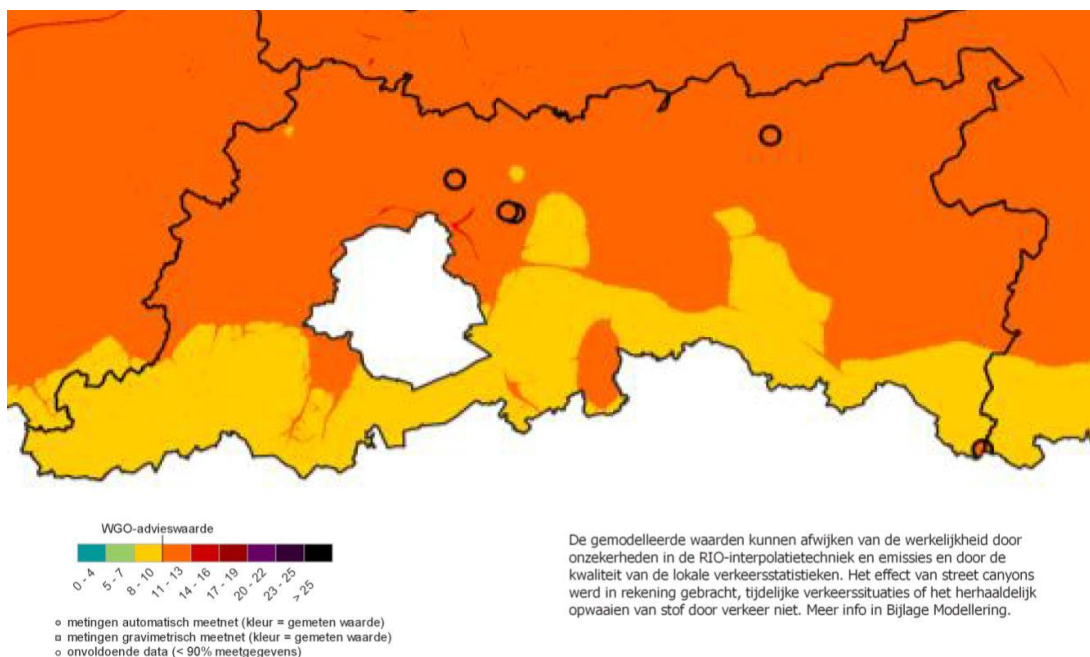 WGO-advieswaarde
0 - 4
5 - 7
8 - 10
11 - 13
14 - 16
17 - 19
20 - 22
23 - 25
> 25
metingen automatisch meetnet (kleur = gemeten waarde)
metingen gravimetrisch meetnet (kleur = gemeten waarde)
onvoldoende data (< 90% meetgegevens)
De gemodelleerde waarden kunnen afwijken van de werkelijkheid door
onzekerheden in de RIO-interpolatietechniek en emissies en door de
kwaliteit van de lokale verkeersstatistieken. Het effect van street canyons
werd in rekening gebracht, tijdelijke verkeerssituaties of het herhaaldelijk
opwaaien van stof door verkeer niet. Meer info in Bijlage Modellering.